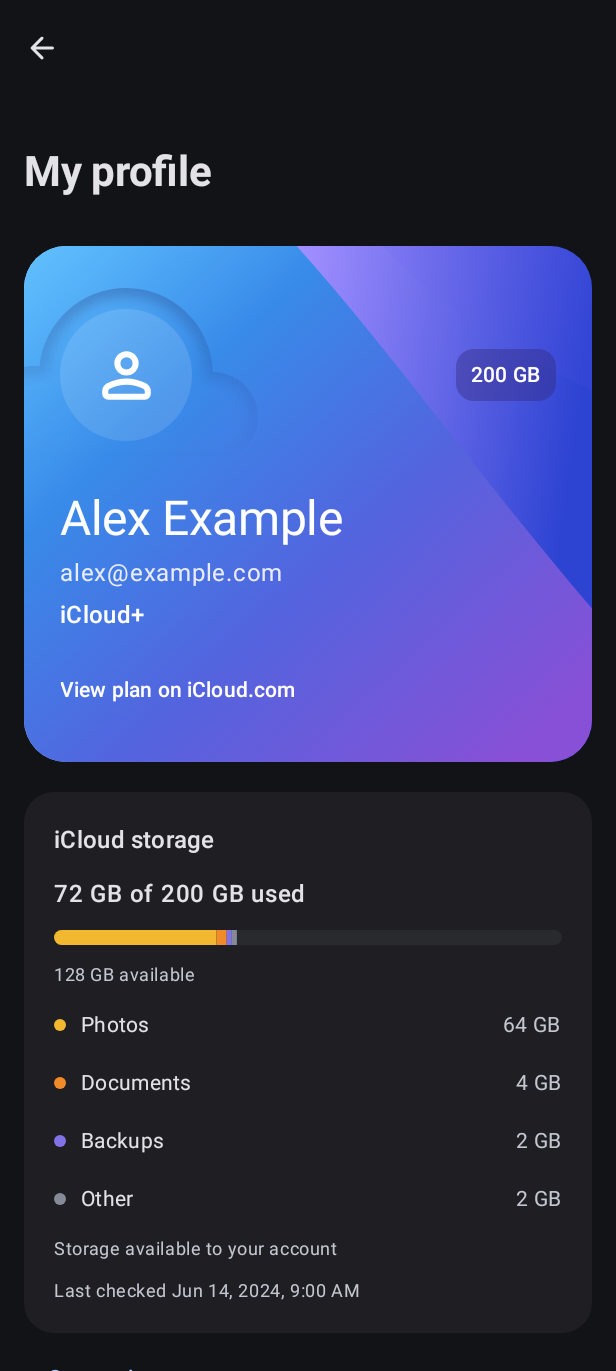 My profile
200 GB
Alex Example
alex@example.com
iCloud+
View plan on iCloud.com
iCloud storage
72 GB of 200 GB used
128 GB available
Photos 64 GB
Documents 4 GB
Backups 2 GB
Other 2 GB
Storage available to your account
Last checked Jun 14, 2024, 9:00 AM